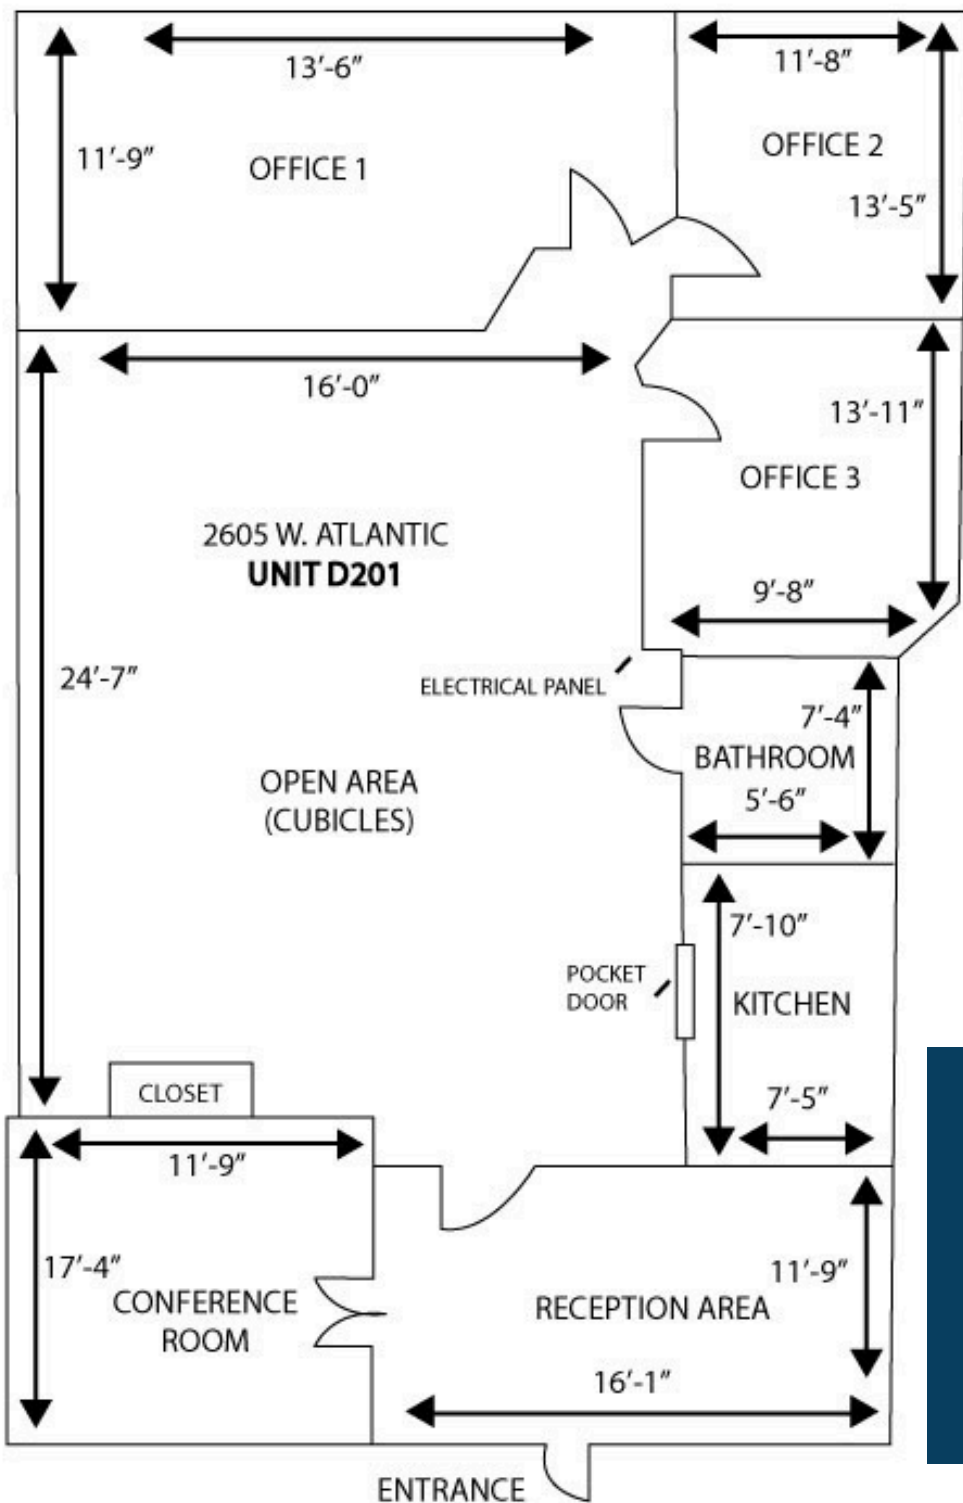 13′-6″
11′-8″
11′-9″
OFFICE 1
OFFICE 2
13′-5″
16′-0″
13′-11″
OFFICE 3
2605 W. ATLANTIC
UNIT D201
9′-8″
24′-7″
ELECTRICAL PANEL
7′-4″
BATHROOM
5′-6″
OPEN AREA
(CUBICLES)
7′-10″
POCKET
DOOR
KITCHEN
7′-5″
CLOSET
11′-9″
17′-4″
CONFERENCE
ROOM
11′-9″
RECEPTION AREA
16′-1″
ENTRANCE